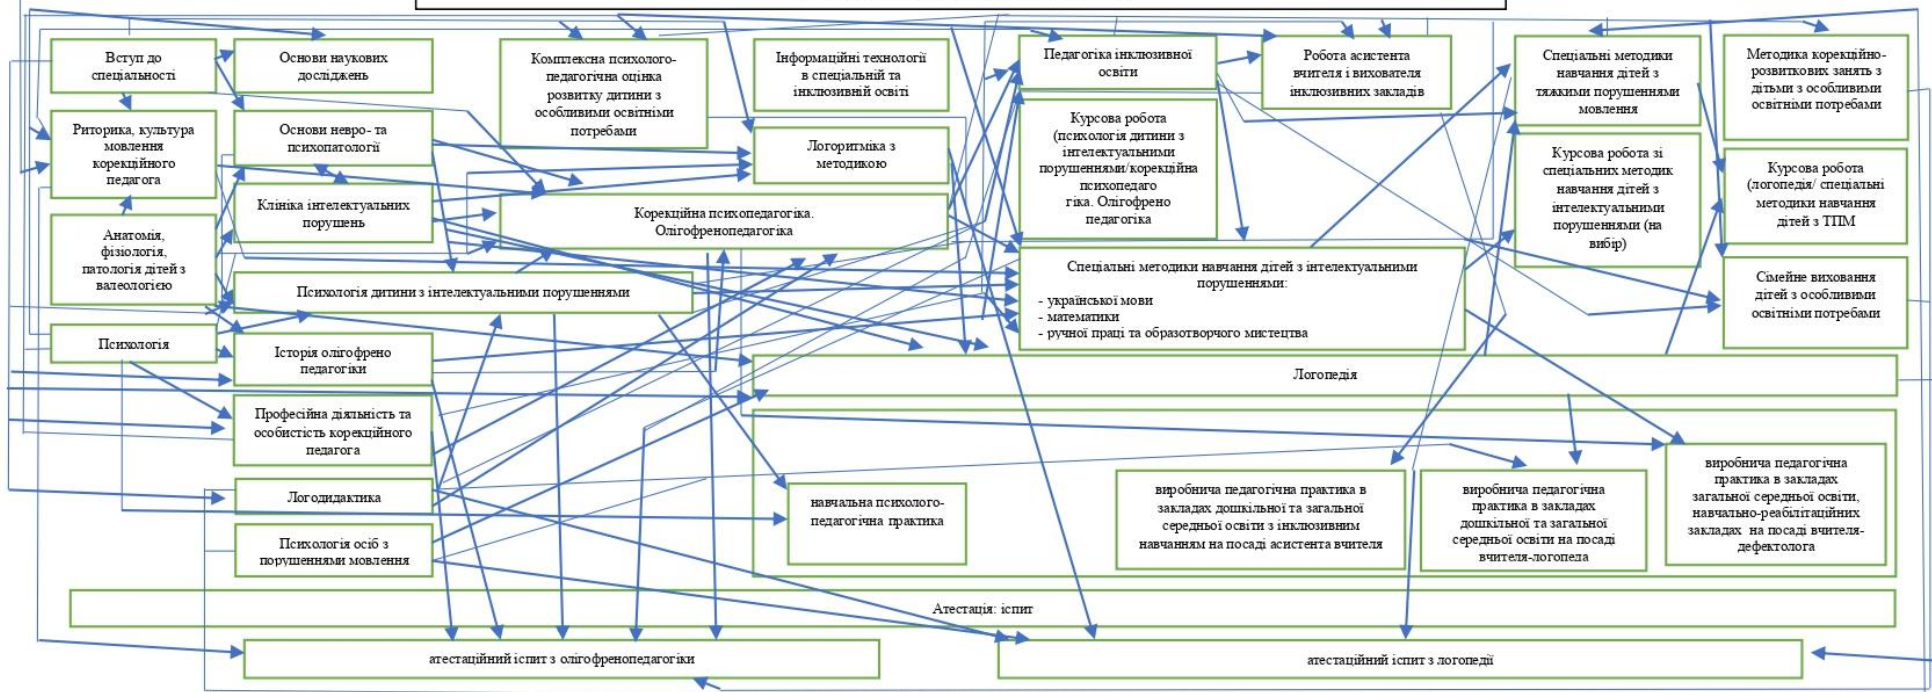 Вступ до
спеціальності
Риторика, культура
мовлення
корекційного
педагога
Анатомія,
фізіологія,
патологія дітей з
валеологією
Психологія
Основи наукових
досліджень
Основи невро- та
психопатології
Клініка інтелектуальних
порушень
Психологія дитини з інтелектуальними порушеннями
Історія олігофрено
педагогіки
Професійна діяльність та
особистість корекційного
педагога
Логодидактика
Психологія осіб з
порушеннями мовлення
Комплексна психолого-
педагогічна оцінка
розвитку дитини з
особливими освітніми
потребами
Інформаційні технології
в спеціальній та
інклюзивній освіті
Логоритміка з
методикою
Корекційна психопедагогіка.
Олігофренопедагогіка
Педагогіка інклюзивної
освіти
Курсова робота
(психологія дитини з
інтелектуальними
порушеннями/корекційна
психопедаго
гіка. Олігофрено
педагогіка
Робота асистента
вчителя і вихователя
інклюзивних закладів
Спеціальні методики навчання дітей з інтелектуальними
порушеннями:
- української мови
- математики
- ручної праці та образотворчого мистецтва
Спеціальні методики
навчання дітей з
тяжкими порушеннями
мовлення
Курсова робота зі
спеціальних методик
навчання дітей з
інтелектуальними
порушеннями (на
вибір)
Методика корекційно-
розвиткових занять з
дітьми з особливими
освітніми потребами
Курсова робота
(логопедія/ спеціальні
методики навчання
дітей з ТПМ
Сімейне виховання
дітей з особливими
освітніми потребами
Логопедія
навчальна психолого-
педагогічна практика
виробнича педагогічна практика в
закладах дошкільної та загальної
середньої освіти з інклюзивним
навчанням на посаді асистента вчителя
виробнича педагогічна
практика в закладах
дошкільної та загальної
середньої освіти на посаді
вчителя-логопеда
виробнича педагогічна
практика в закладах
загальної середньої освіти,
навчально-реабілітаційних
закладах на посаді вчителя-
дефектолога
Атестація: іспит
атестаційний іспит з олігофренопедагогіки
атестаційний іспит з логопедії